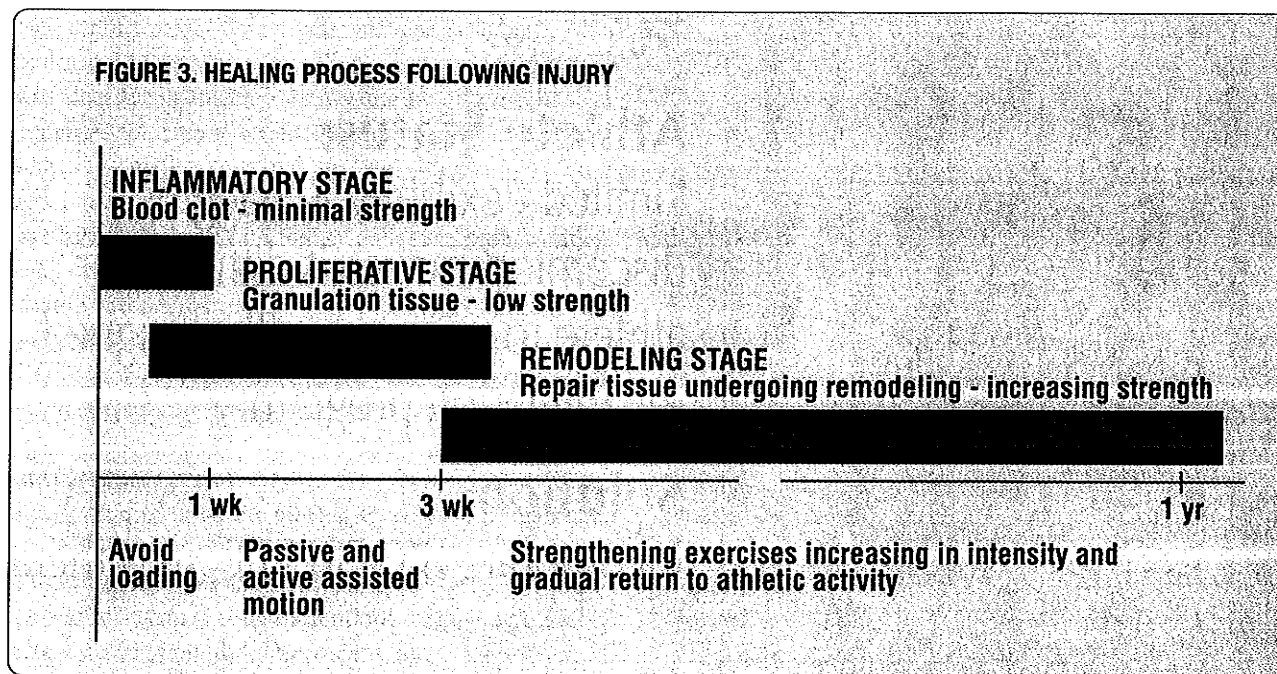 FIGURE 3. HEALING PROCESS FOLLOWING INJURY
INFLAMMATORY STAGE
Blood clot - minimal strength
PROLIFERATIVE STAGE
Granulation tissue - low strength
REMODELING STAGE
Repair tissue undergoing remodeling - increasing strength
1 wk
3 wk
1 yr
Avoid
loading
Passive and
active assisted
motion
Strengthening exercises increasing in intensity and
gradual return to athletic activity